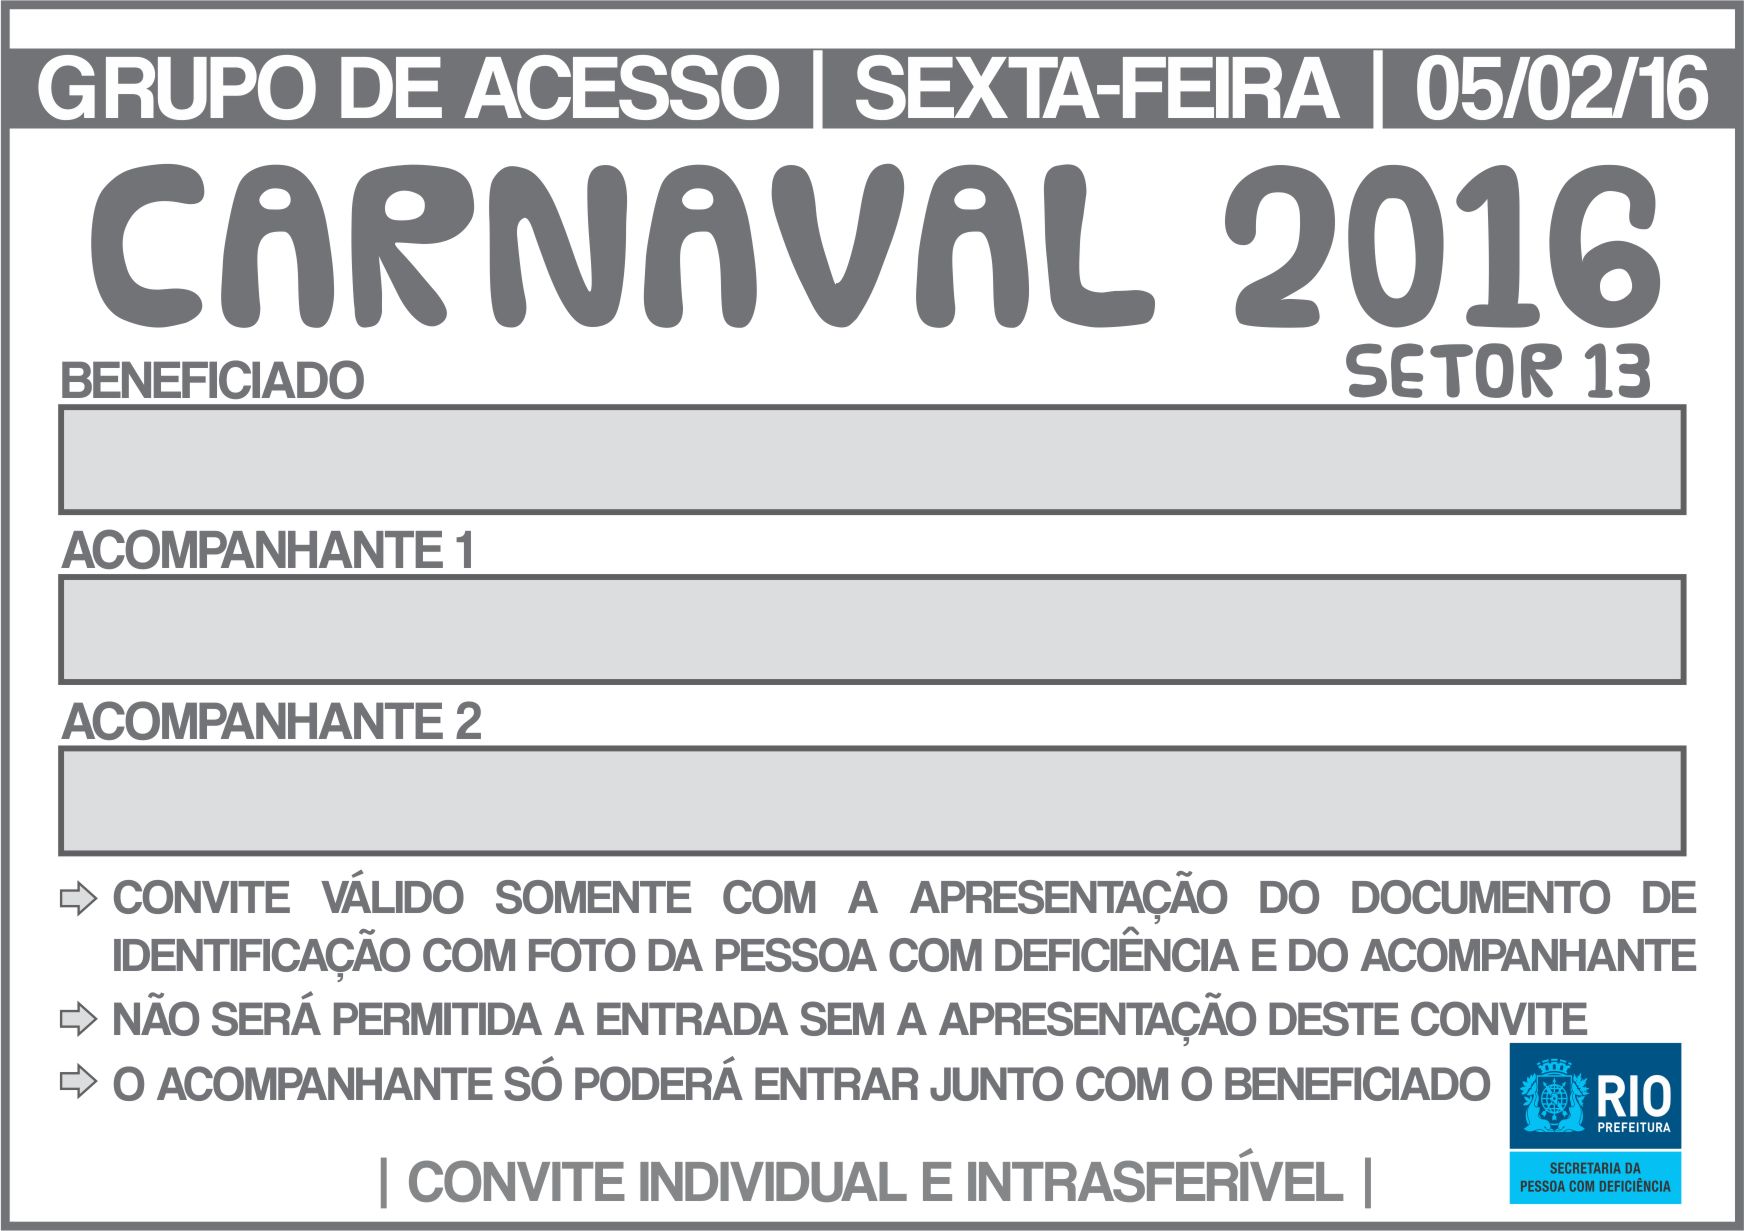 GRUPO DE ACESSO | SEXTA-FEIRA | 05/02/16
CARNAVAL 2016
SETOR 13
BENEFICIADO
ACOMPANHANTE 1
ACOMPANHANTE 2
CONVITE VÁLIDO SOMENTE COM A APRESENTAÇÃO DO DOCUMENTO DE
IDENTIFICAÇÃO COM FOTO DA PESSOA COM DEFICIÊNCIA E DO ACOMPANHANTE
NÃO SERÁ PERMITIDA A ENTRADA SEM A APRESENTAÇÃO DESTE CONVITE
O ACOMPANHANTE SÓ PODERÁ ENTRAR JUNTO COM O BENEFICIADO
RIO
PREFEITURA
SECRETARIA DA
PESSOA COM DEFICIÊNCIA
| CONVITE INDIVIDUAL E INTRASFERÍVEL |